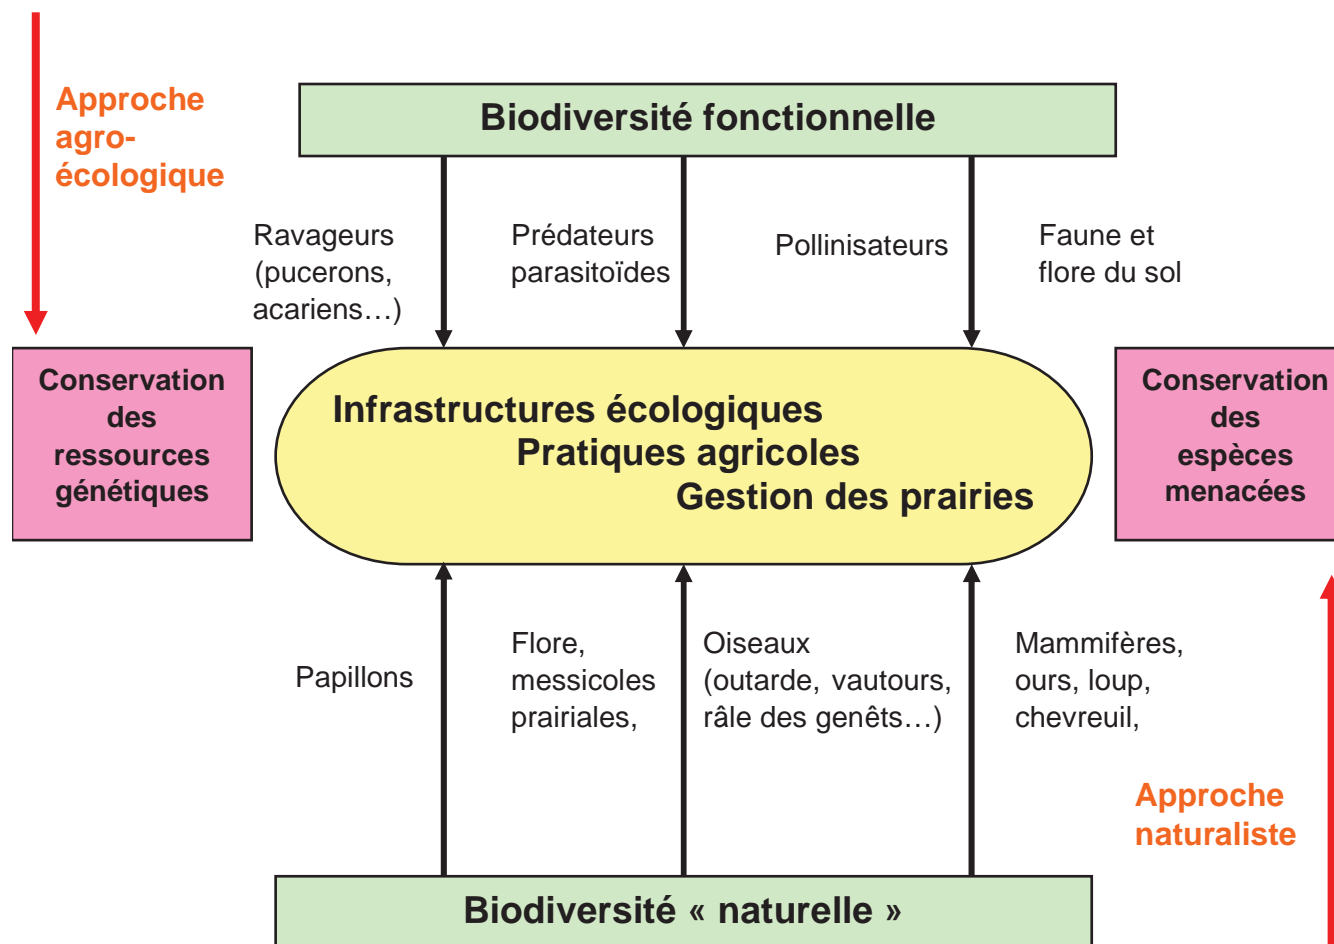 Approche
agro-
écologique
Biodiversité fonctionnelle
Ravageurs
(pucerons,
acariens…)
Prédateurs
parasitoïdes
Pollinisateurs
Faune et
flore du sol
Conservation
des
ressources
génétiques
Infrastructures écologiques
Pratiques agricoles
Gestion des prairies
Conservation
des
espèces
menacées
Papillons
Flore,
messicoles
prairiales,
Oiseaux
(outarde, vautours,
râle des genêts…)
Mammifères,
ours, loup,
chevreuil,
Approche
naturaliste
Biodiversité « naturelle »